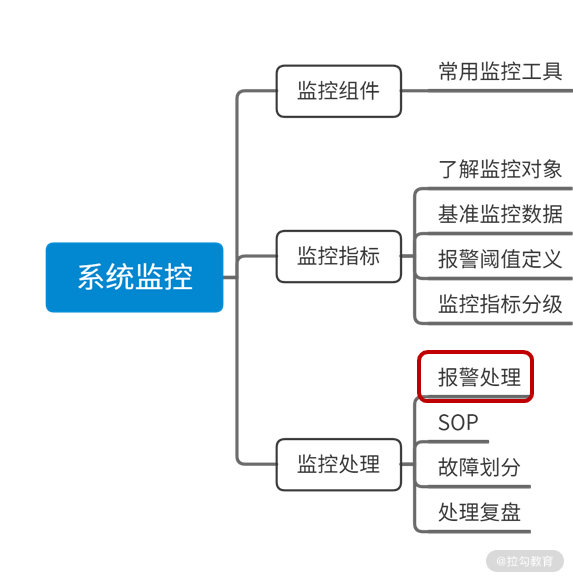 系统监控
监控组件
常用监控工具
监控指标
了解监控对象
基准监控数据
报警阈值定义
监控指标分级
监控处理
报警处理
SOP
故障划分
处理复盘
@拉勾教育